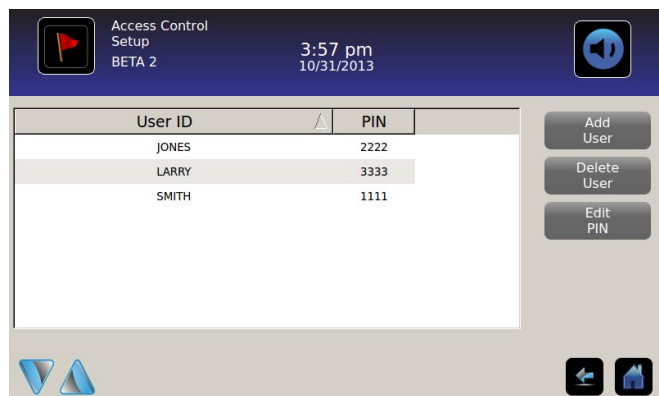 Access Control
Setup
BETA 2
3:57 pm
10/31/2013
User ID PIN
JONES 2222
LARRY 3333
SMITH 1111
Add
User
Delete
User
Edit
PIN